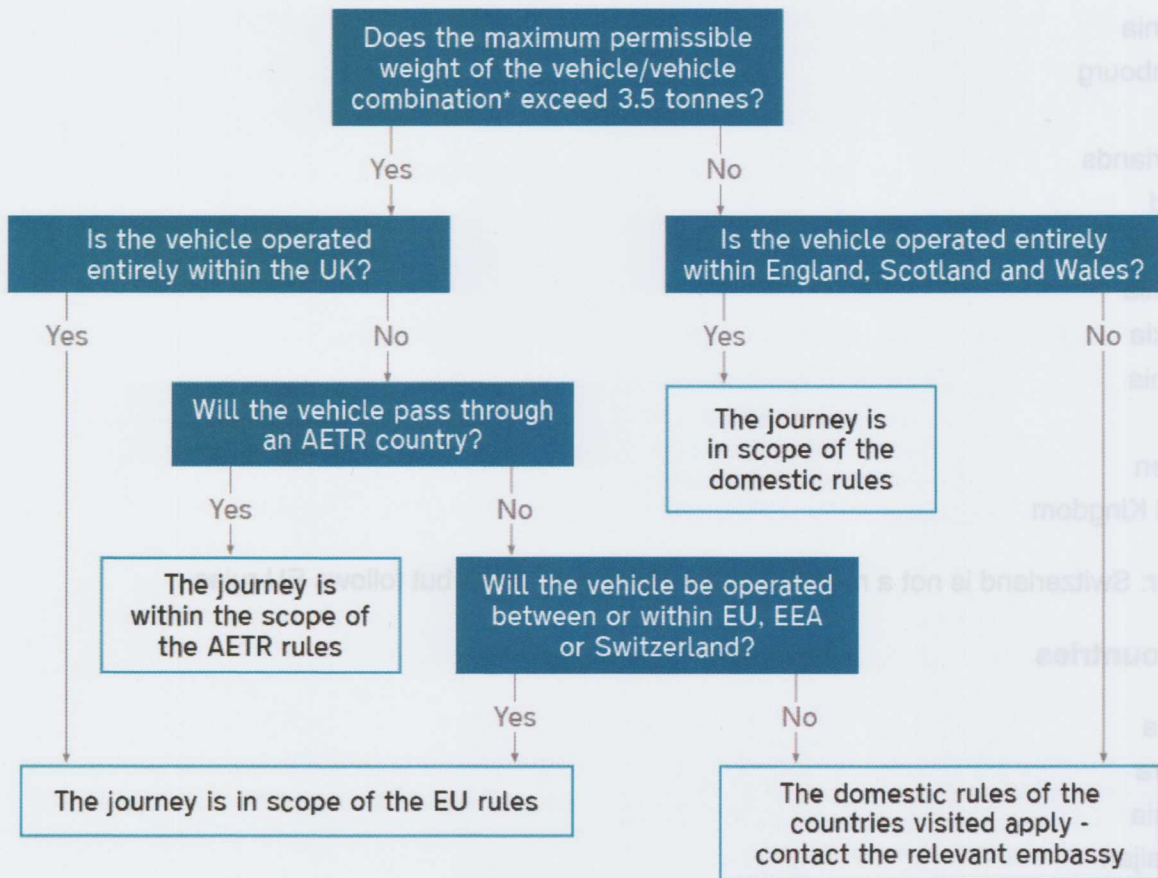 Does the maximum permissible
weight of the vehicle/vehicle
combination* exceed 3.5 tonnes?
Yes
No
Is the vehicle operated
entirely within the UK?
Is the vehicle operated entirely
within England, Scotland and Wales?
Yes
No
Yes
No
Will the vehicle pass through
an AETR country?
The journey is
in scope of the
domestic rules
Yes
No
The journey is
within the scope of
the AETR rules
Will the vehicle be operated
between or within EU, EEA
or Switzerland?
Yes
No
The journey is in scope of the EU rules
The domestic rules of the
countries visited apply -
contact the relevant embassy